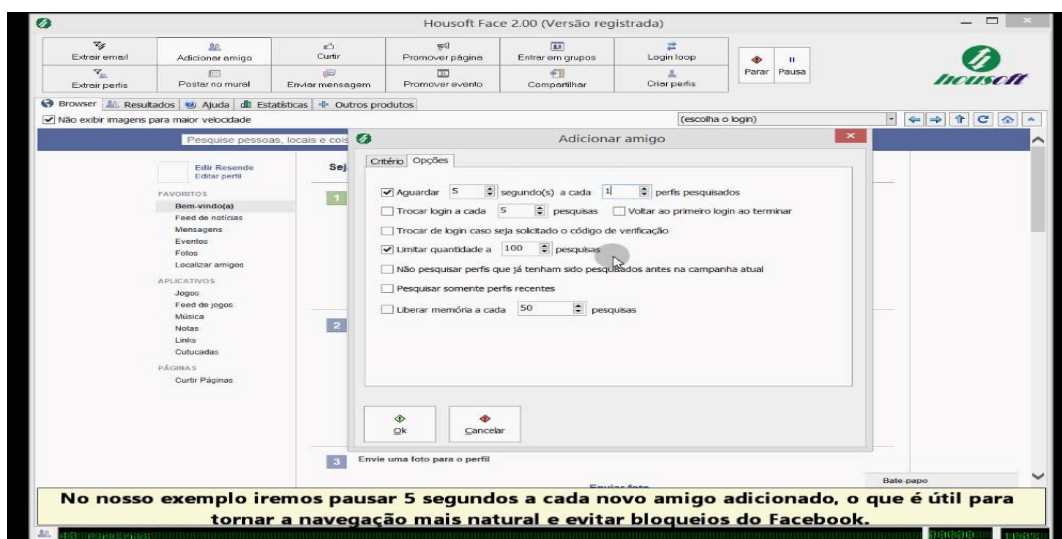 Housoft Face 2.00 (Versão registrada)
Extrair email
Adicionar amigo
Curtir
Promover página
Entrar em grupos
Login loop
Extrair perfis
Postar no mural
Enviar mensagem
Promover evento
Compartilhar
Criar perfis
Parar
Pausa
housoft
Browser
Resultados
Ajuda
Estatísticas
Outros produtos
Não exibir imagens para maior velocidade
(escolha o login)
Pesquise pessoas, locais e cois
Edir Resende
Editar perfil
Sej
FAVORITOS
Bem-vindo(a)
Feed de notícias
Mensagens
Eventos
Fotos
Localizar amigos
APLICATIVOS
Jogos
Feed de jogos
Música
Notas
Links
Cutucadas
PÁGINAS
Curtir Páginas
1
2
3
Adicionar amigo
Critério
Opções
Aguardar 5 segundo(s) a cada 1 perfis pesquisados
Trocar login a cada 5 pesquisas Voltar ao primeiro login ao terminar
Trocar de login caso seja solicitado o código de verificação
Limitar quantidade a 100 pesquisas
Não pesquisar perfis que já tenham sido pesquisados antes na campanha atual
Pesquisar somente perfis recentes
Liberar memória a cada 50 pesquisas
Ok
Cancelar
Envie uma foto para o perfil
Bate-papo
No nosso exemplo iremos pausar 5 segundos a cada novo amigo adicionado, o que é útil para
tornar a navegação mais natural e evitar bloqueios do Facebook.